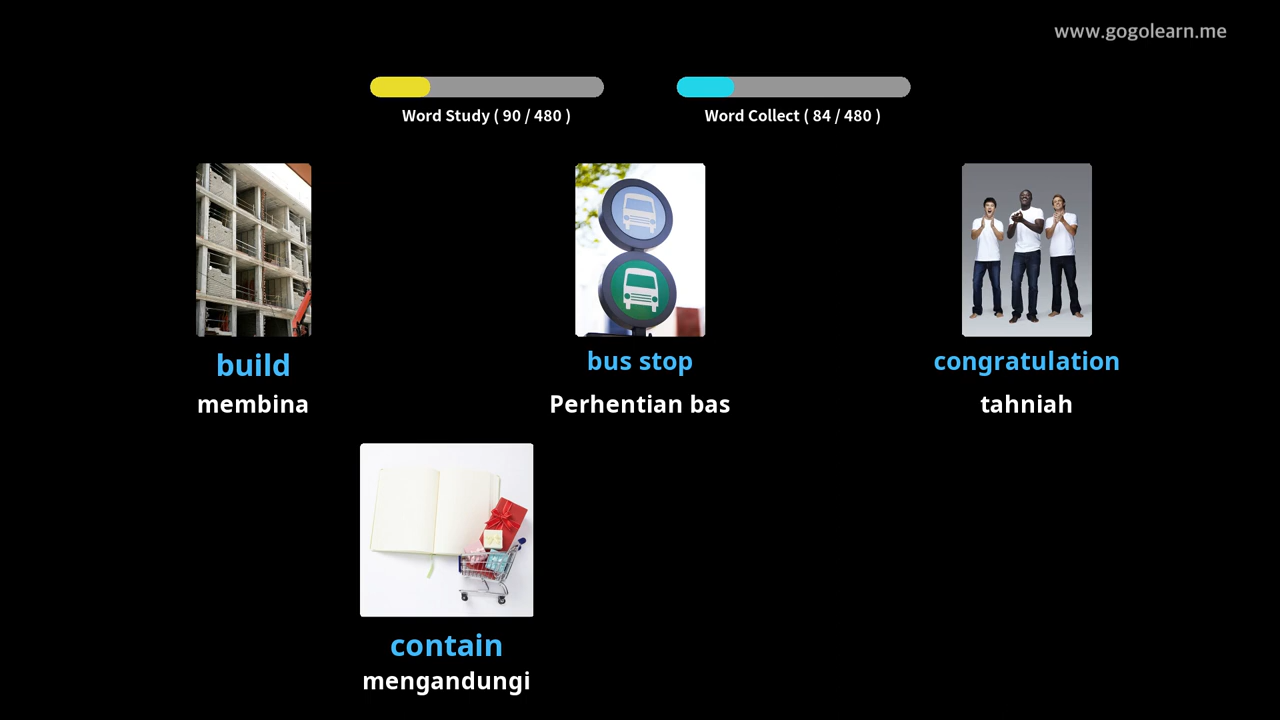 www.gogolearn.me
Word Study ( 90 / 480 )
Word Collect ( 84 / 480 )
build
bus stop
congratulation
membina
Perhentian bas
tahniah
contain
mengandungi